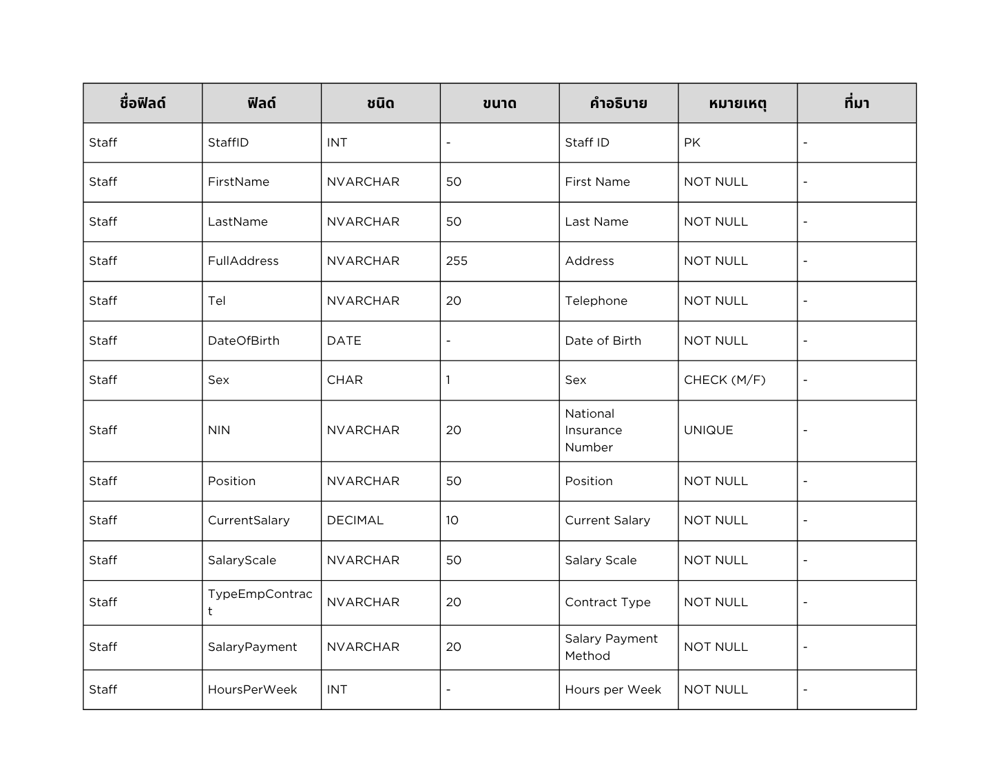 ชื่อฟิลด์ ฟิลด์ ชนิด ขนาด คำอธิบาย หมายเหตุ ที่มา
Staff StaffID INT - Staff ID PK -
Staff FirstName NVARCHAR 50 First Name NOT NULL -
Staff LastName NVARCHAR 50 Last Name NOT NULL -
Staff FullAddress NVARCHAR 255 Address NOT NULL -
Staff Tel NVARCHAR 20 Telephone NOT NULL -
Staff DateOfBirth DATE - Date of Birth NOT NULL -
Staff Sex CHAR 1 Sex CHECK (M/F) -
Staff NIN NVARCHAR 20 National
Insurance
Number UNIQUE -
Staff Position NVARCHAR 50 Position NOT NULL -
Staff CurrentSalary DECIMAL 10 Current Salary NOT NULL -
Staff SalaryScale NVARCHAR 50 Salary Scale NOT NULL -
Staff TypeEmpContrac
t NVARCHAR 20 Contract Type NOT NULL -
Staff SalaryPayment NVARCHAR 20 Salary Payment
Method NOT NULL -
Staff HoursPerWeek INT - Hours per Week NOT NULL -